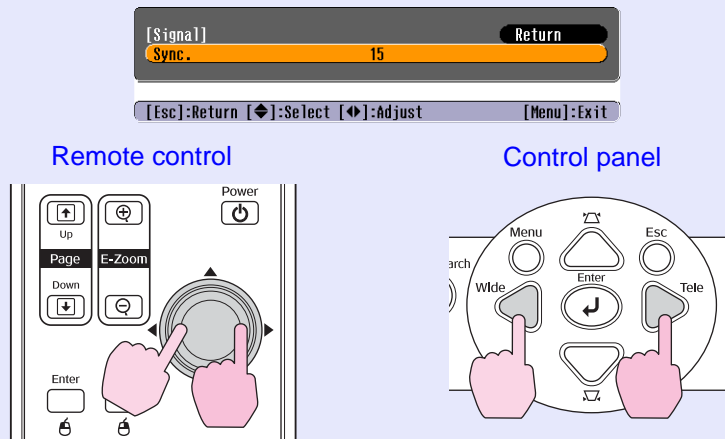 [Signal] Return
Sync. 15
[Esc]:Return [◆]:Select [◀▶]:Adjust [Menu]:Exit
Remote control
Control panel
Power
Up
Page E-Zoom
Down
Enter
Menu
Esc
arch
Wide
Enter
Tele